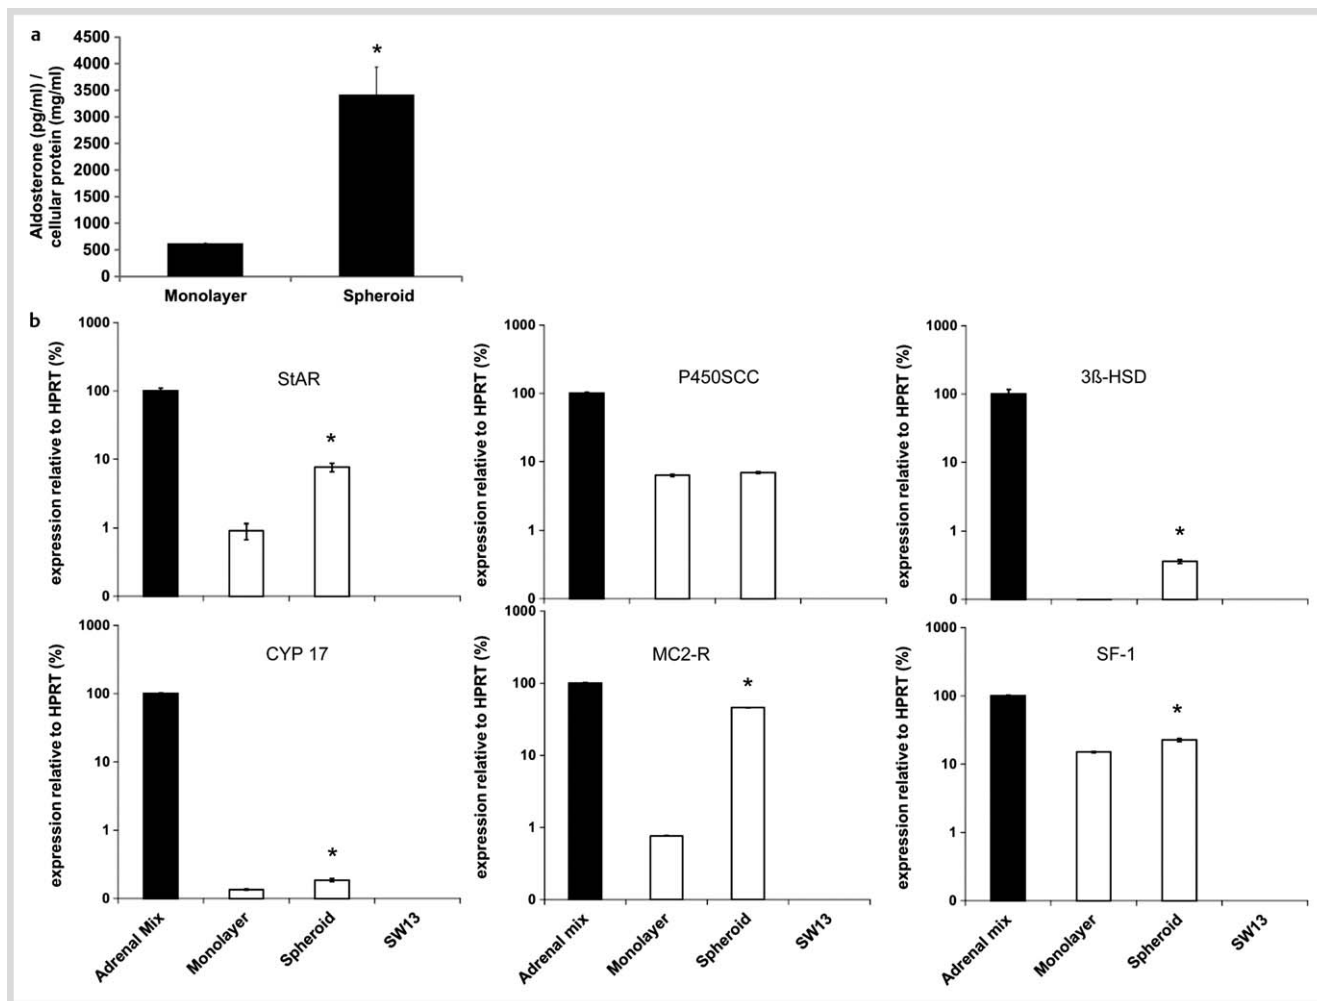 a
Aldosterone (pg/ml) /
cellular protein (mg/ml)
4500
4000
3500
3000
2500
2000
1500
1000
500
0
*
Monolayer
Spheroid
b
expression relative to HPRT (%)
1000
100
10
1
0
StAR
*
expression relative to HPRT (%)
1000
100
10
1
0
P450SCC
expression relative to HPRT (%)
1000
100
10
1
0
3ß-HSD
*
expression relative to HPRT (%)
1000
100
10
1
0
CYP 17
*
Adrenal Mix
Monolayer
Spheroid
SW13
expression relative to HPRT (%)
1000
100
10
1
0
MC2-R
*
Adrenal mix
Monolayer
Spheroid
SW13
expression relative to HPRT (%)
1000
100
10
1
0
SF-1
*
Adrenal mix
Monolayer
Spheroid
SW13